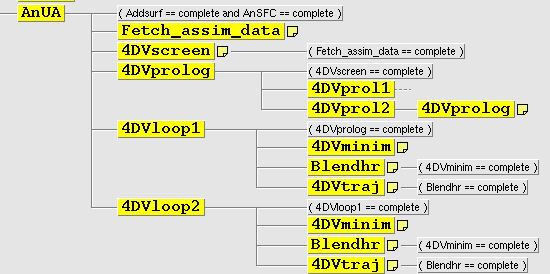 AnUA ( Addsurf == complete and AnSFC == complete )
Fetch_assim_data
4DVscreen ( Fetch_assim_data == complete )
4DVprolog ( 4DVscreen == complete )
4DVprol1
4DVprol2 4DVprolog
4DVloop1 ( 4DVprolog == complete )
4DVminim
Blendhr ( 4DVminim == complete )
4DVtraj ( Blendhr == complete )
4DVloop2 ( 4DVloop1 == complete )
4DVminim
Blendhr ( 4DVminim == complete )
4DVtraj ( Blendhr == complete )